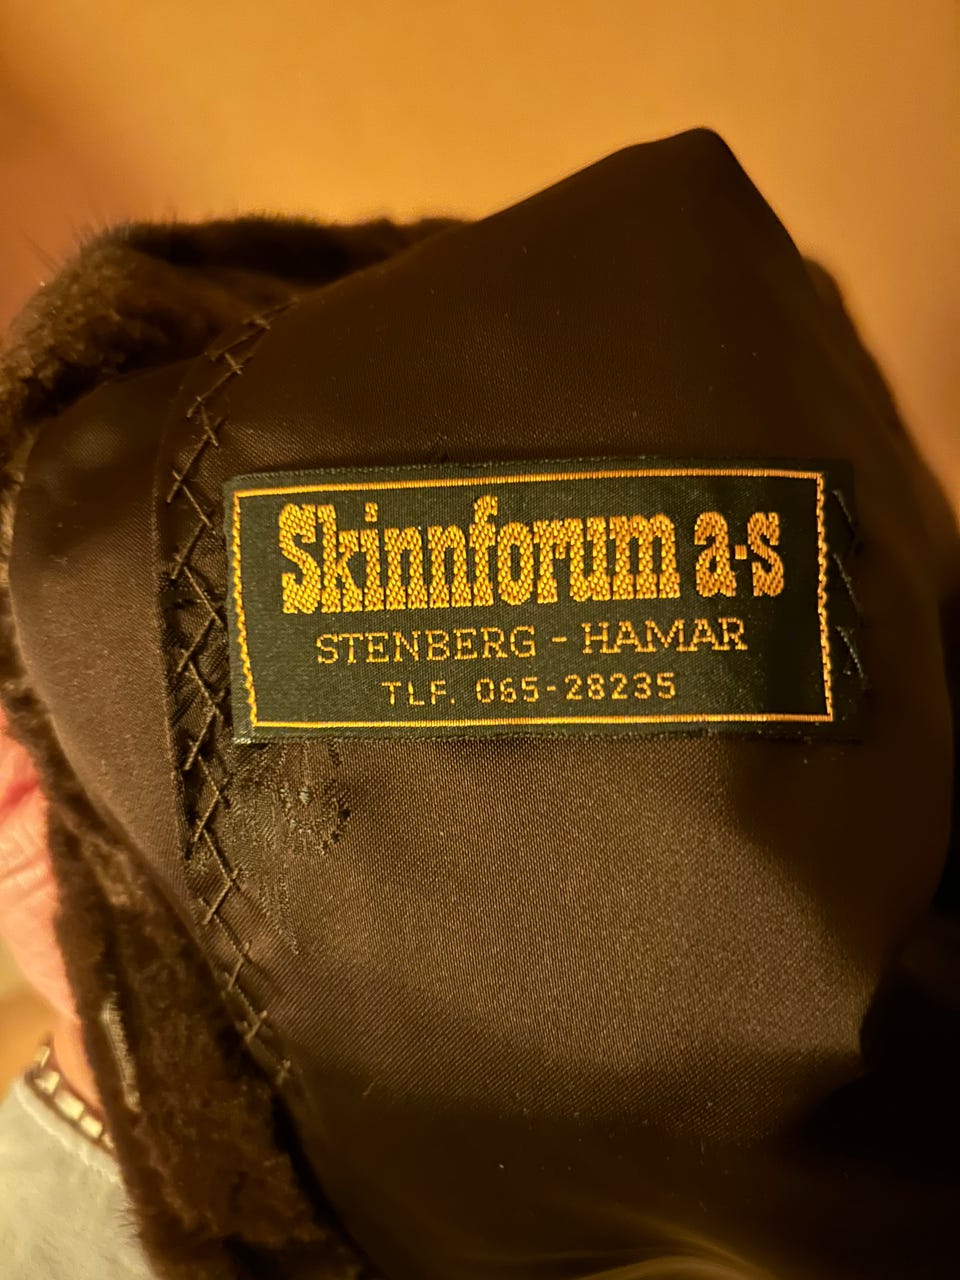 Skinnforum a-s
STENBERG - HAMAR
TLF. 065-28235